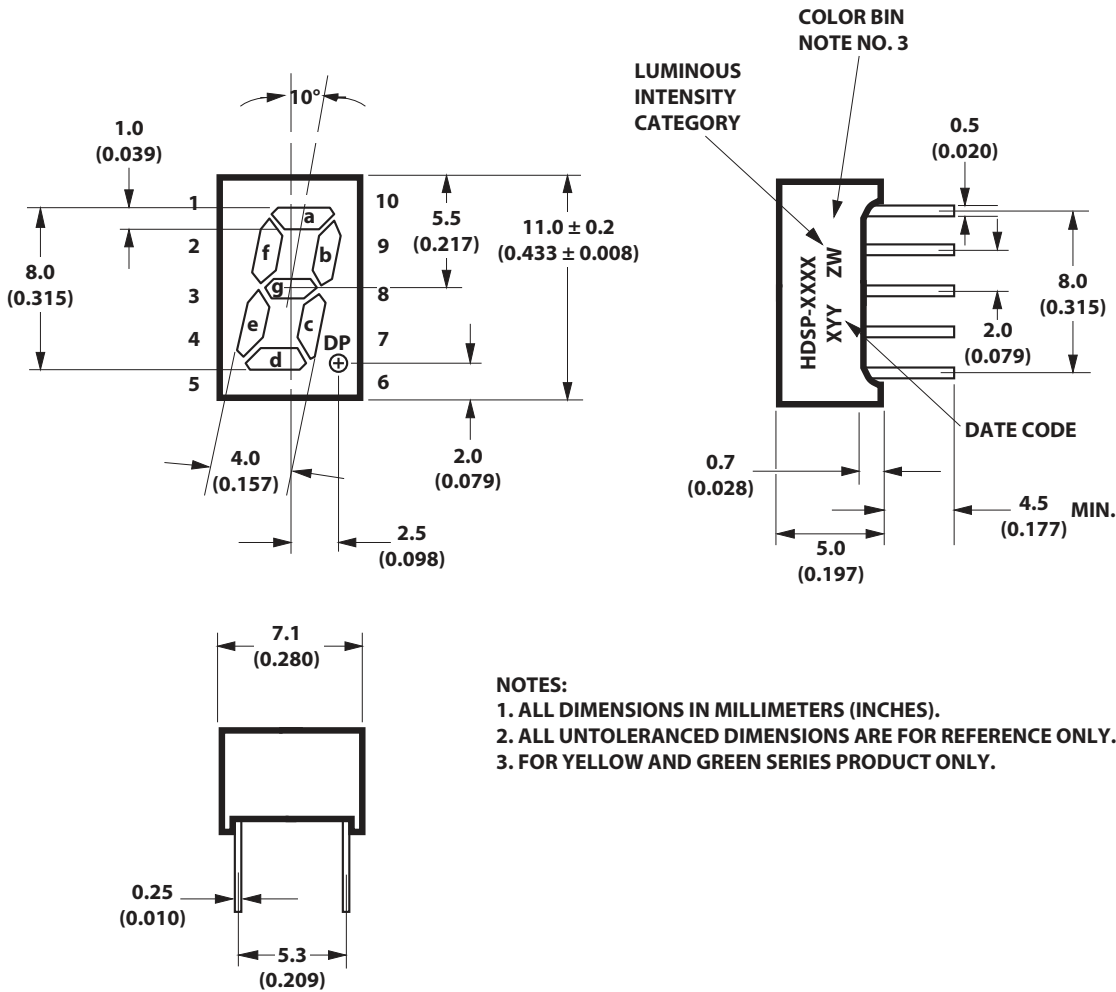 COLOR BIN
NOTE NO. 3
LUMINOUS
INTENSITY
CATEGORY
10°
1.0
(0.039)
0.5
(0.020)
1
2
3
4
5
10
9
8
7
6
a
f
b
g
e
c
d
DP
8.0
(0.315)
5.5
(0.217)
11.0 ± 0.2
(0.433 ± 0.008)
HDSP-XXXX
XYY ZW
8.0
(0.315)
2.0
(0.079)
DATE CODE
4.0
(0.157)
2.0
(0.079)
2.5
(0.098)
0.7
(0.028)
4.5 MIN.
(0.177)
5.0
(0.197)
7.1
(0.280)
NOTES:
1. ALL DIMENSIONS IN MILLIMETERS (INCHES).
2. ALL UNTOLERANCED DIMENSIONS ARE FOR REFERENCE ONLY.
3. FOR YELLOW AND GREEN SERIES PRODUCT ONLY.
0.25
(0.010)
5.3
(0.209)